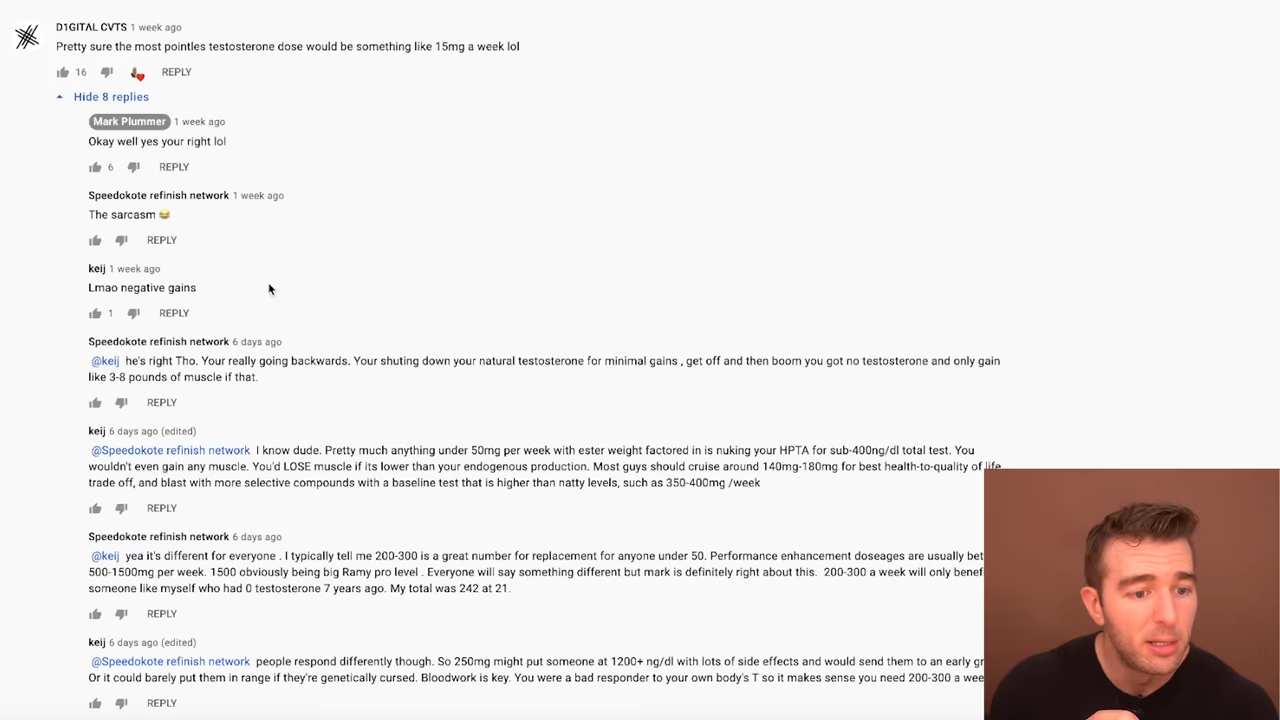 D1GITΛL CVTS 1 week ago
Pretty sure the most pointles testosterone dose would be something like 15mg a week lol
16 REPLY
Hide 8 replies
Mark Plummer 1 week ago
Okay well yes your right lol
6 REPLY
Speedokote refinish network 1 week ago
The sarcasm 😂
REPLY
keij 1 week ago
Lmao negative gains
1 REPLY
Speedokote refinish network 6 days ago
@keij he's right Tho. Your really going backwards. Your shuting down your natural testosterone for minimal gains , get off and then boom you got no testosterone and only gain
like 3-8 pounds of muscle if that.
REPLY
keij 6 days ago (edited)
@Speedokote refinish network I know dude. Pretty much anything under 50mg per week with ester weight factored in is nuking your HPTA for sub-400ng/dl total test. You
wouldn't even gain any muscle. You'd LOSE muscle if its lower than your endogenous production. Most guys should cruise around 140mg-180mg for best health-to-quality of life
trade off, and blast with more selective compounds with a baseline test that is higher than natty levels, such as 350-400mg /week
REPLY
Speedokote refinish network 6 days ago
@keij yea it's different for everyone . I typically tell me 200-300 is a great number for replacement for anyone under 50. Performance enhancement doseages are usually bet
500-1500mg per week. 1500 obviously being big Ramy pro level . Everyone will say something different but mark is definitely right about this. 200-300 a week will only benef
someone like myself who had 0 testosterone 7 years ago. My total was 242 at 21.
REPLY
keij 6 days ago (edited)
@Speedokote refinish network people respond differently though. So 250mg might put someone at 1200+ ng/dl with lots of side effects and would send them to an early gr
Or it could barely put them in range if they're genetically cursed. Bloodwork is key. You were a bad responder to your own body's T so it makes sense you need 200-300 a wee
REPLY